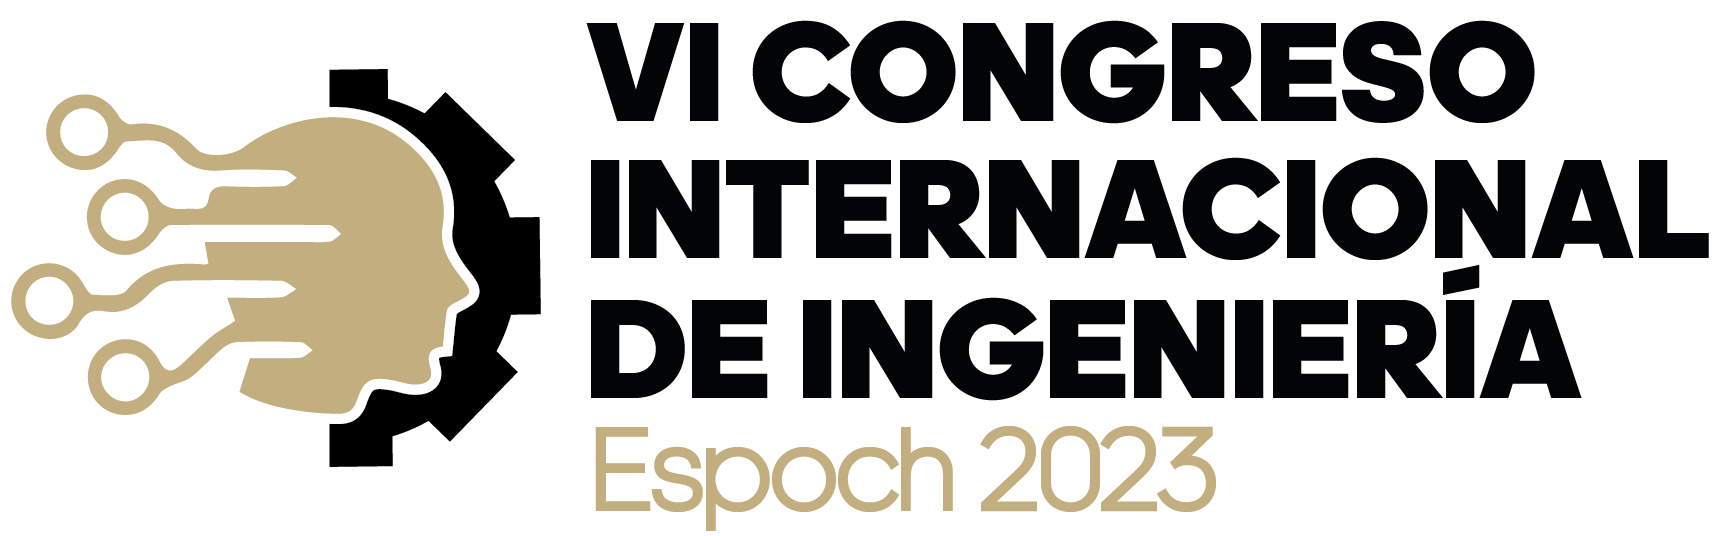 VI CONGRESO
INTERNACIONAL
DE INGENIERÍA
Espoch 2023